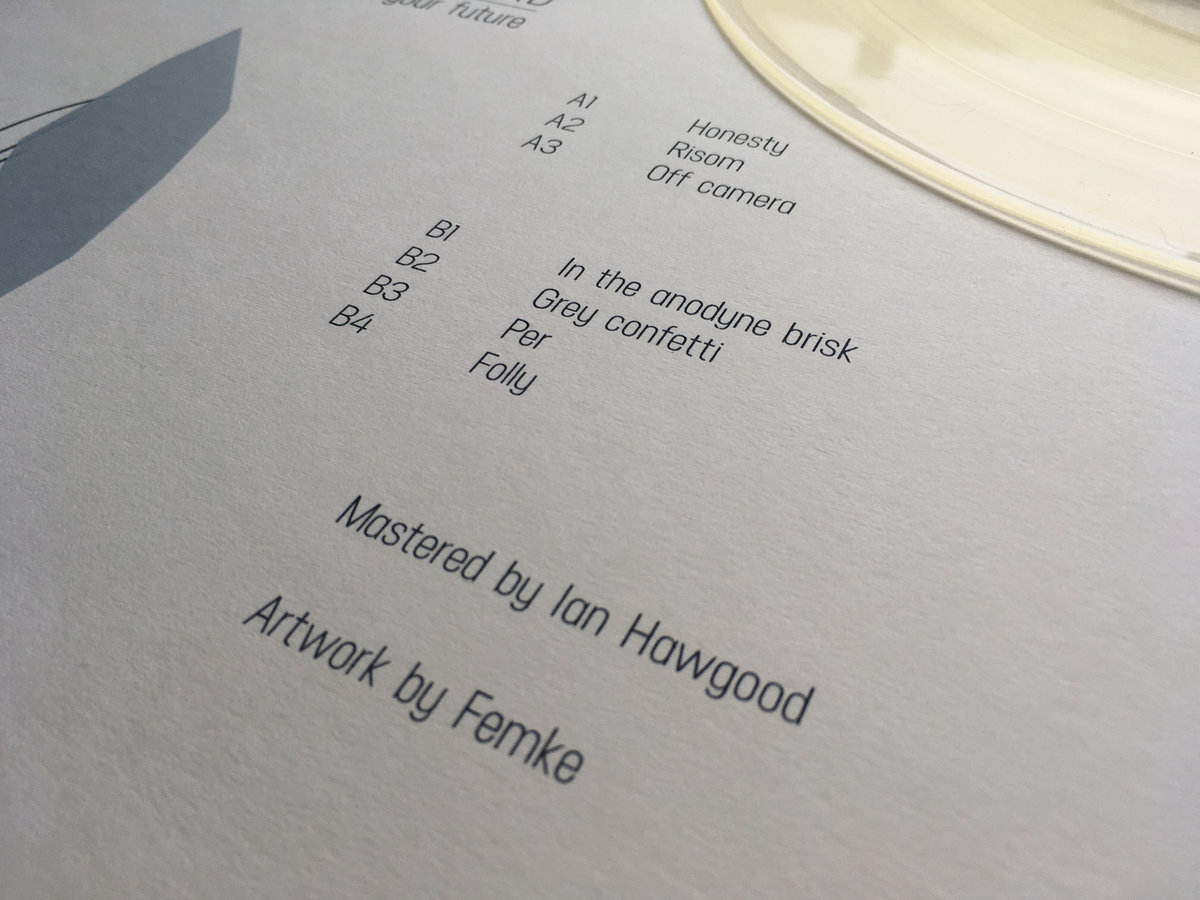 your future
A1 Honesty
A2 Risom
A3 Off camera
B1 In the anodyne brisk
B2 Grey confetti
B3 Per
B4 Folly
Mastered by Ian Hawgood
Artwork by Femke